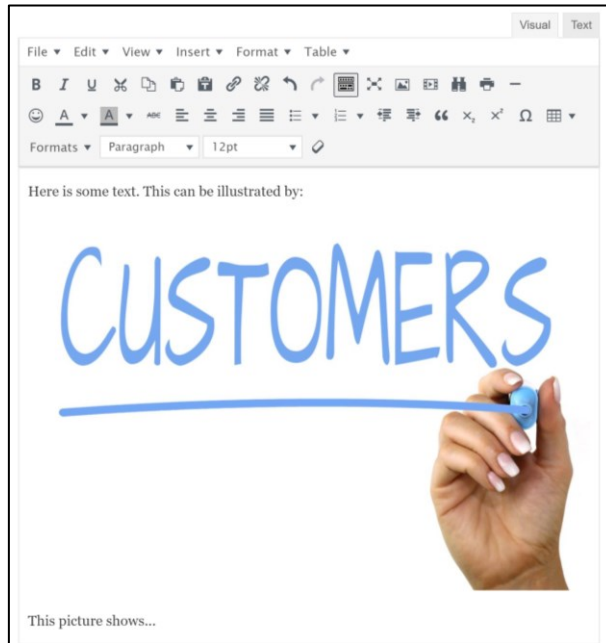 Visual Text
File Edit View Insert Format Table
B I U
A A ABC “ X₂ X² Ω
Formats Paragraph 12pt
Here is some text. This can be illustrated by:
CUSTOMERS
This picture shows...